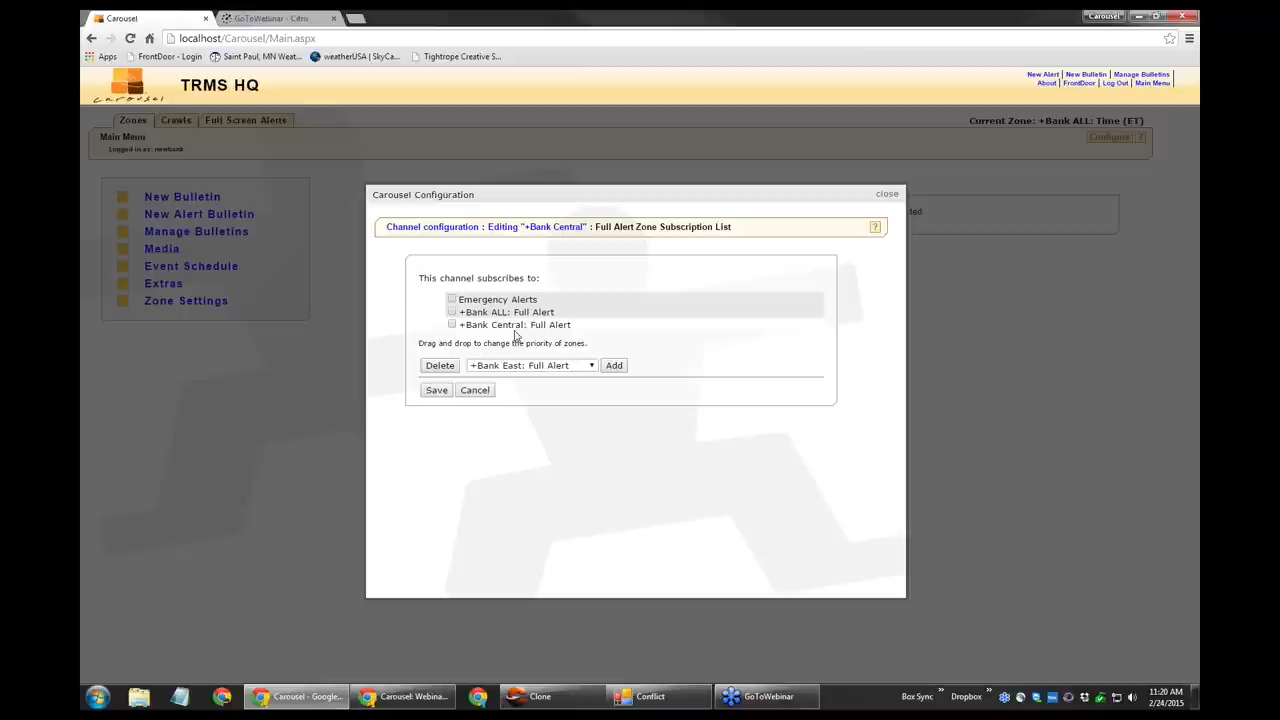 Carousel
GoToWebinar - Citrix
Carousel
localhost/Carousel/Main.aspx
Apps
FrontDoor - Login
Saint Paul, MN Weat...
weatherUSA | SkyCa...
Tightrope Creative S...
Carousel
TRMS HQ
New Alert | New Bulletin | Manage Bulletins |
About | FrontDoor | Log Out | Main Menu |
Zones
Crawls
Full Screen Alerts
Current Zone: +Bank ALL: Time (ET)
Main Menu
Configure
?
Logged in as: newbank
New Bulletin
New Alert Bulletin
Manage Bulletins
Media
Event Schedule
Extras
Zone Settings
Carousel Configuration
close
Channel configuration : Editing "+Bank Central" : Full Alert Zone Subscription List
?
This channel subscribes to:
Emergency Alerts
+Bank ALL: Full Alert
+Bank Central: Full Alert
Drag and drop to change the priority of zones.
Delete
+Bank East: Full Alert
Add
Save
Cancel
Carousel - Google...
Carousel: Webina...
Clone
Conflict
GoToWebinar
Box Sync
Dropbox
11:20 AM
2/24/2015